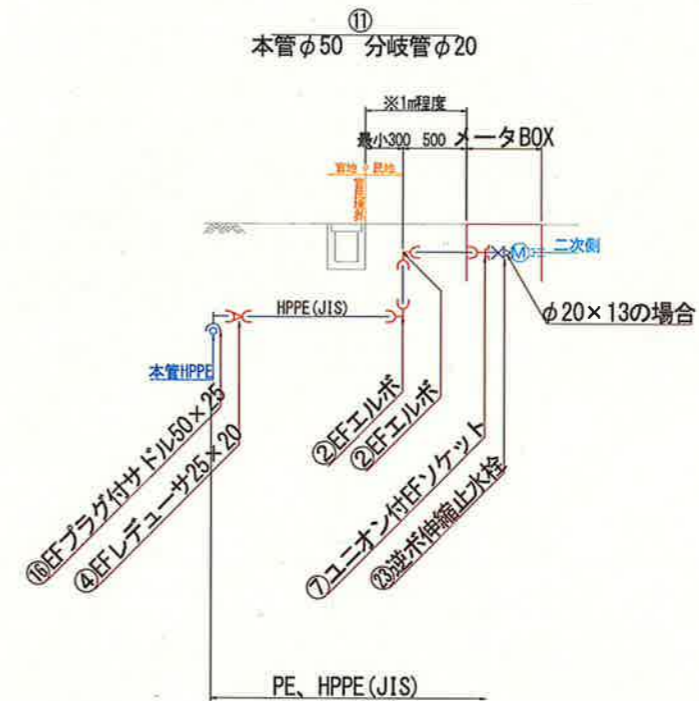 ⑪
本管φ50 分岐管φ20
※1m程度
最小300 500 メータBOX
官地 民地
官民境界
二次側
M
HPPE(JIS)
φ20×13の場合
本管HPPE
⑯EFプラグ付サドル50×25
④EFレデューサ25×20
②EFエルボ
②EFエルボ
⑦ユニオン付EFソケット
㉓逆ボ伸縮止水栓
PE、HPPE(JIS)